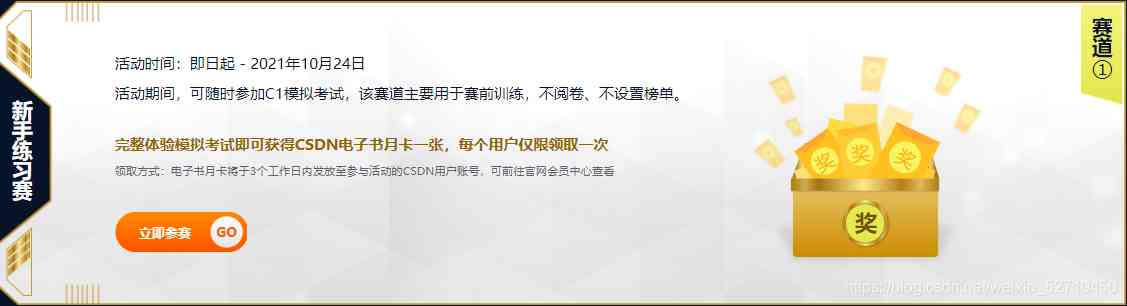 赛道①
新手练习赛
活动时间：即日起 - 2021年10月24日
活动期间，可随时参加C1模拟考试，该赛道主要用于赛前训练，不阅卷、不设置榜单。
完整体验模拟考试即可获得CSDN电子书月卡一张，每个用户仅限领取一次
领取方式：电子书月卡将于3个工作日内发放至参与活动的CSDN用户账号，可前往官网会员中心查看
立即参赛 GO
奖 奖 奖
奖